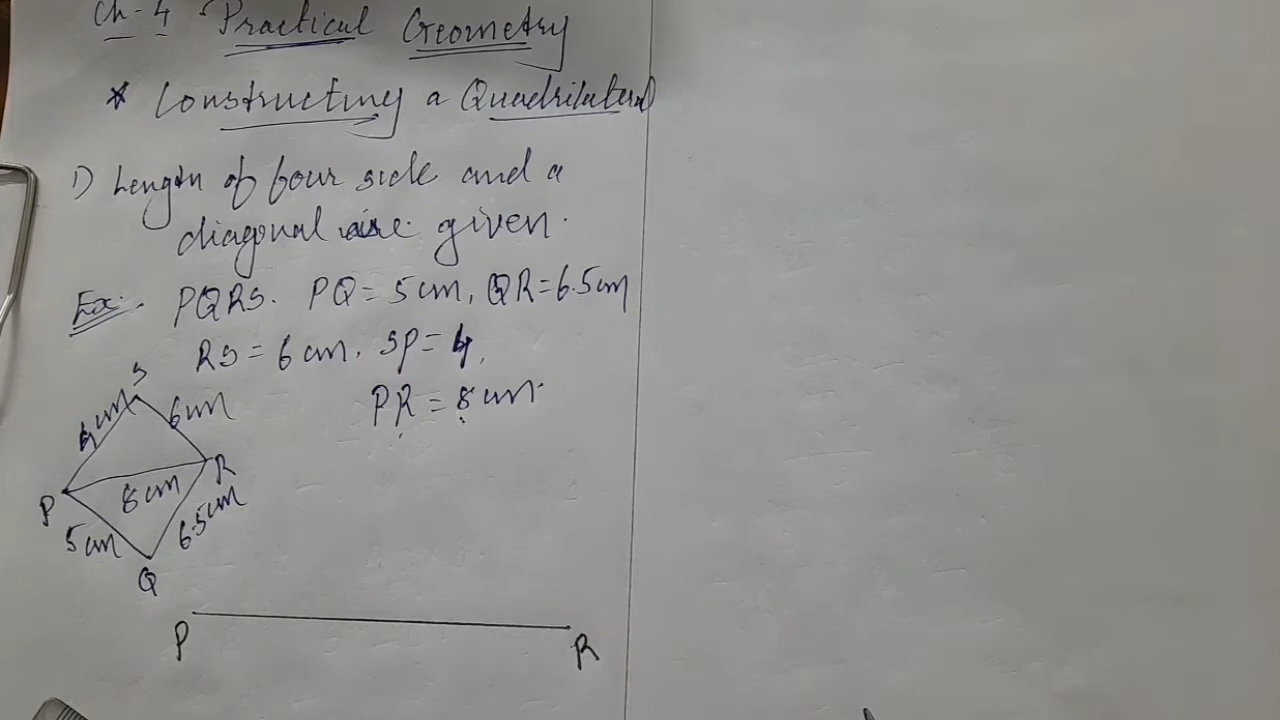 Ch-4 Practical Geometry
* Constructing a Quadrilateral
1) Length of four side and a
diagonal are given.
Ex:- PQRS. PQ = 5cm, QR = 6.5cm
RS = 6cm, SP = 4,
PR = 8cm.
S
4cm 6cm
P 8cm R
5cm 6.5cm
Q
P R